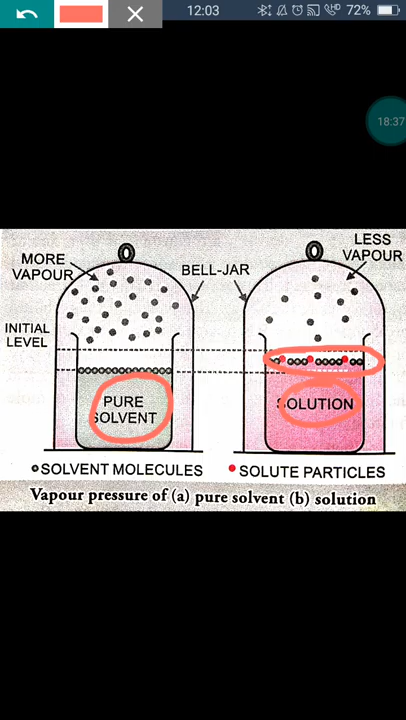 12:03
HD
72%
18:37
MORE
VAPOUR
BELL-JAR
LESS
VAPOUR
INITIAL
LEVEL
PURE
SOLVENT
SOLUTION
SOLVENT MOLECULES
SOLUTE PARTICLES
Vapour pressure of (a) pure solvent (b) solution